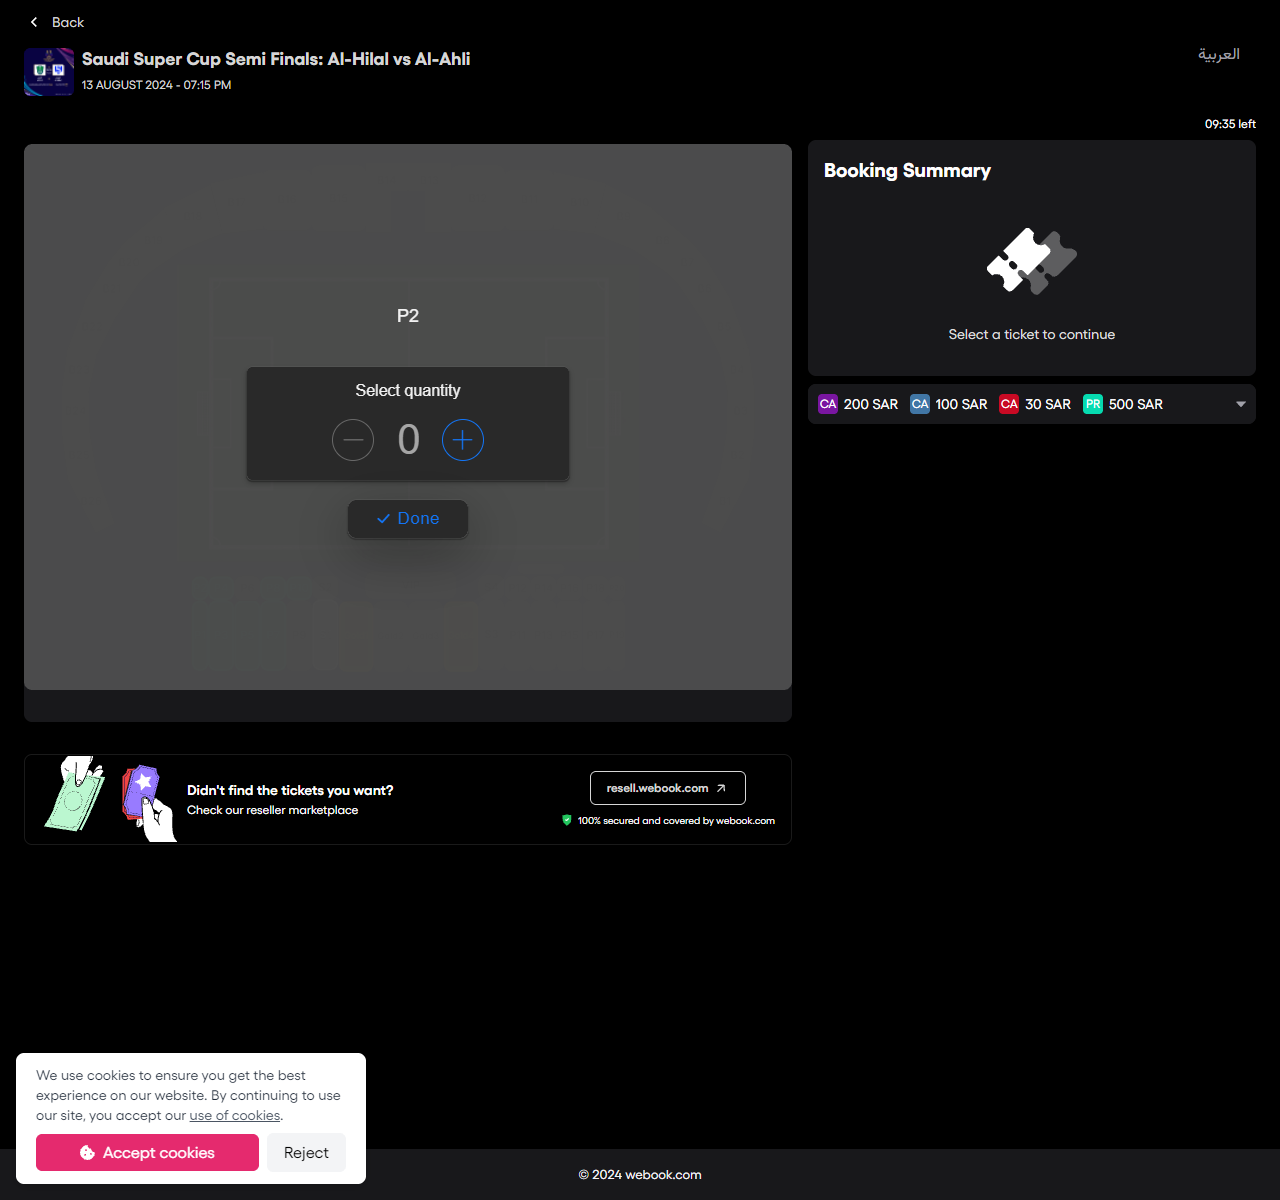 Back
Saudi Super Cup Semi Finals: Al-Hilal vs Al-Ahli
13 AUGUST 2024 - 07:15 PM
العربية
09:35 left
Booking Summary
Select a ticket to continue
CA 200 SAR CA 100 SAR CA 30 SAR PR 500 SAR
P2
Select quantity
0
Done
Didn't find the tickets you want?
Check our reseller marketplace
resell.webook.com
100% secured and covered by webook.com
We use cookies to ensure you get the best
experience on our website. By continuing to use
our site, you accept our use of cookies.
Accept cookies
Reject
© 2024 webook.com